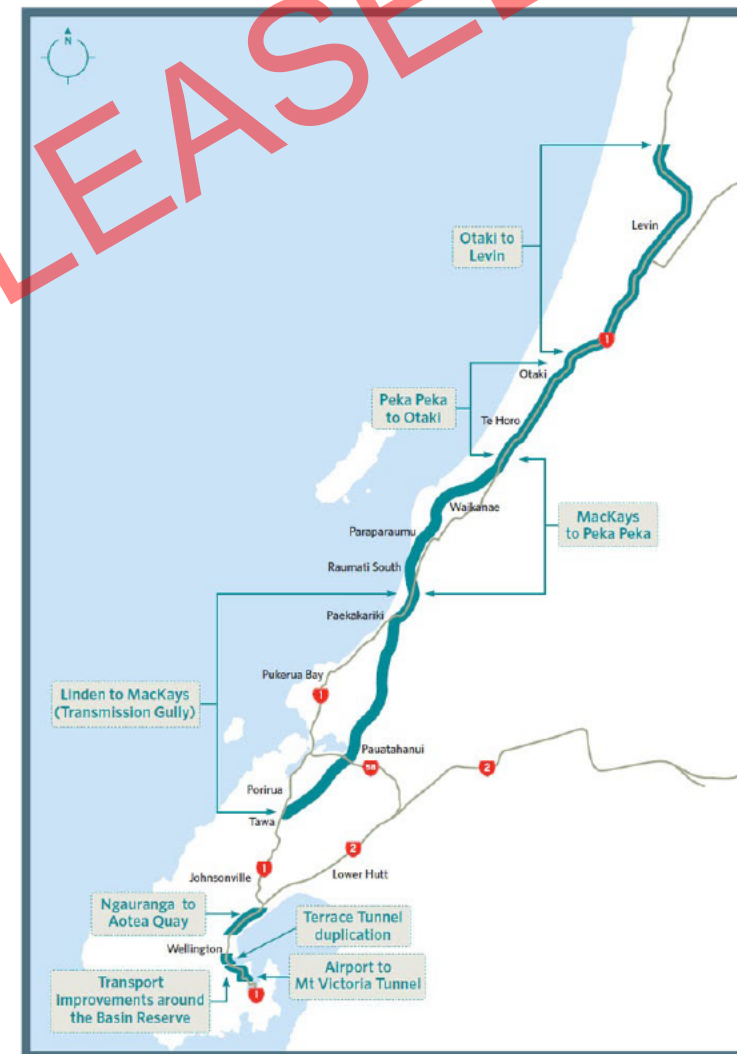 N
LEASE
Levin
Otaki to
Levin
1
Otaki
Peka Peka
to Otaki
Te Horo
Waikanae
MacKays
to Peka Peka
Paraparaumu
Raumati South
Paekakariki
Pukerua Bay
1
Linden to MacKays
(Transmission Gully)
Pauatahanui
58
2
Porirua
Tawa
2
Johnsonville
1
Lower Hutt
Ngauranga to
Aotea Quay
Terrace Tunnel
duplication
Wellington
Airport to
Mt Victoria Tunnel
Transport
Improvements around
the Basin Reserve
1